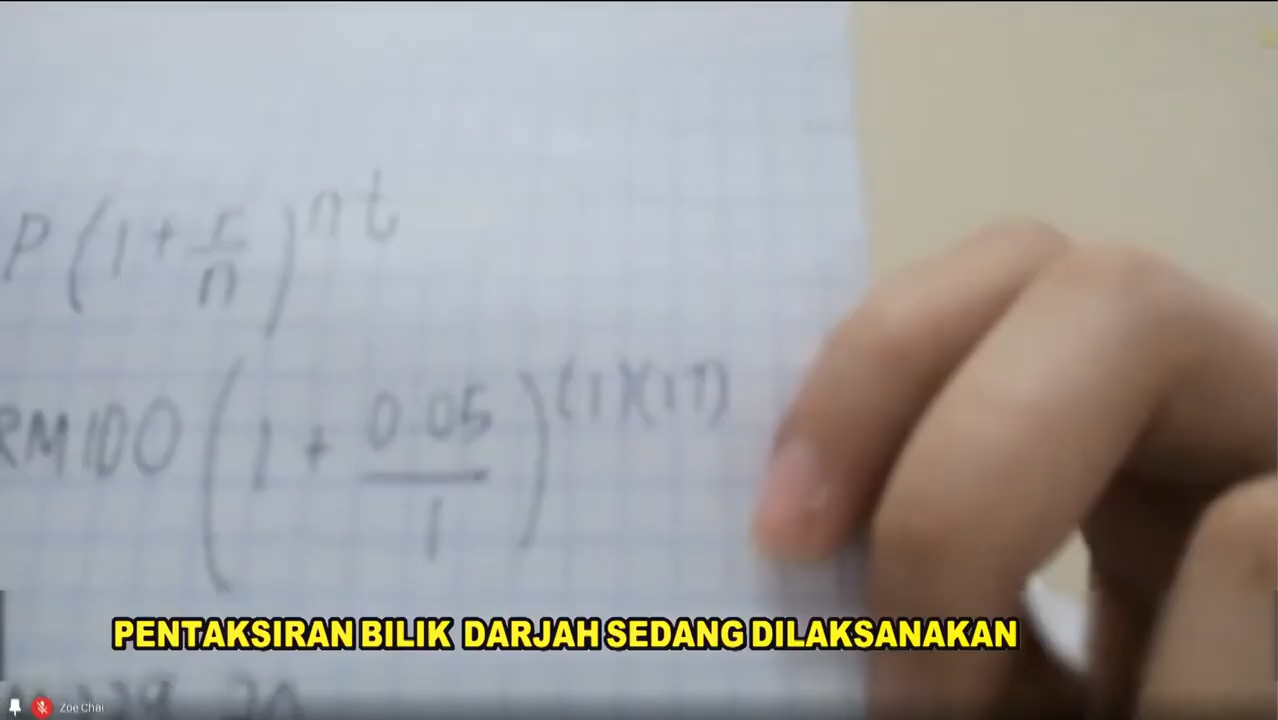 P(1 + r/n)^nt
RM100(1 + 0.05/1)^(1)(17)
PENTAKSIRAN BILIK DARJAH SEDANG DILAKSANAKAN
Zoe Chai